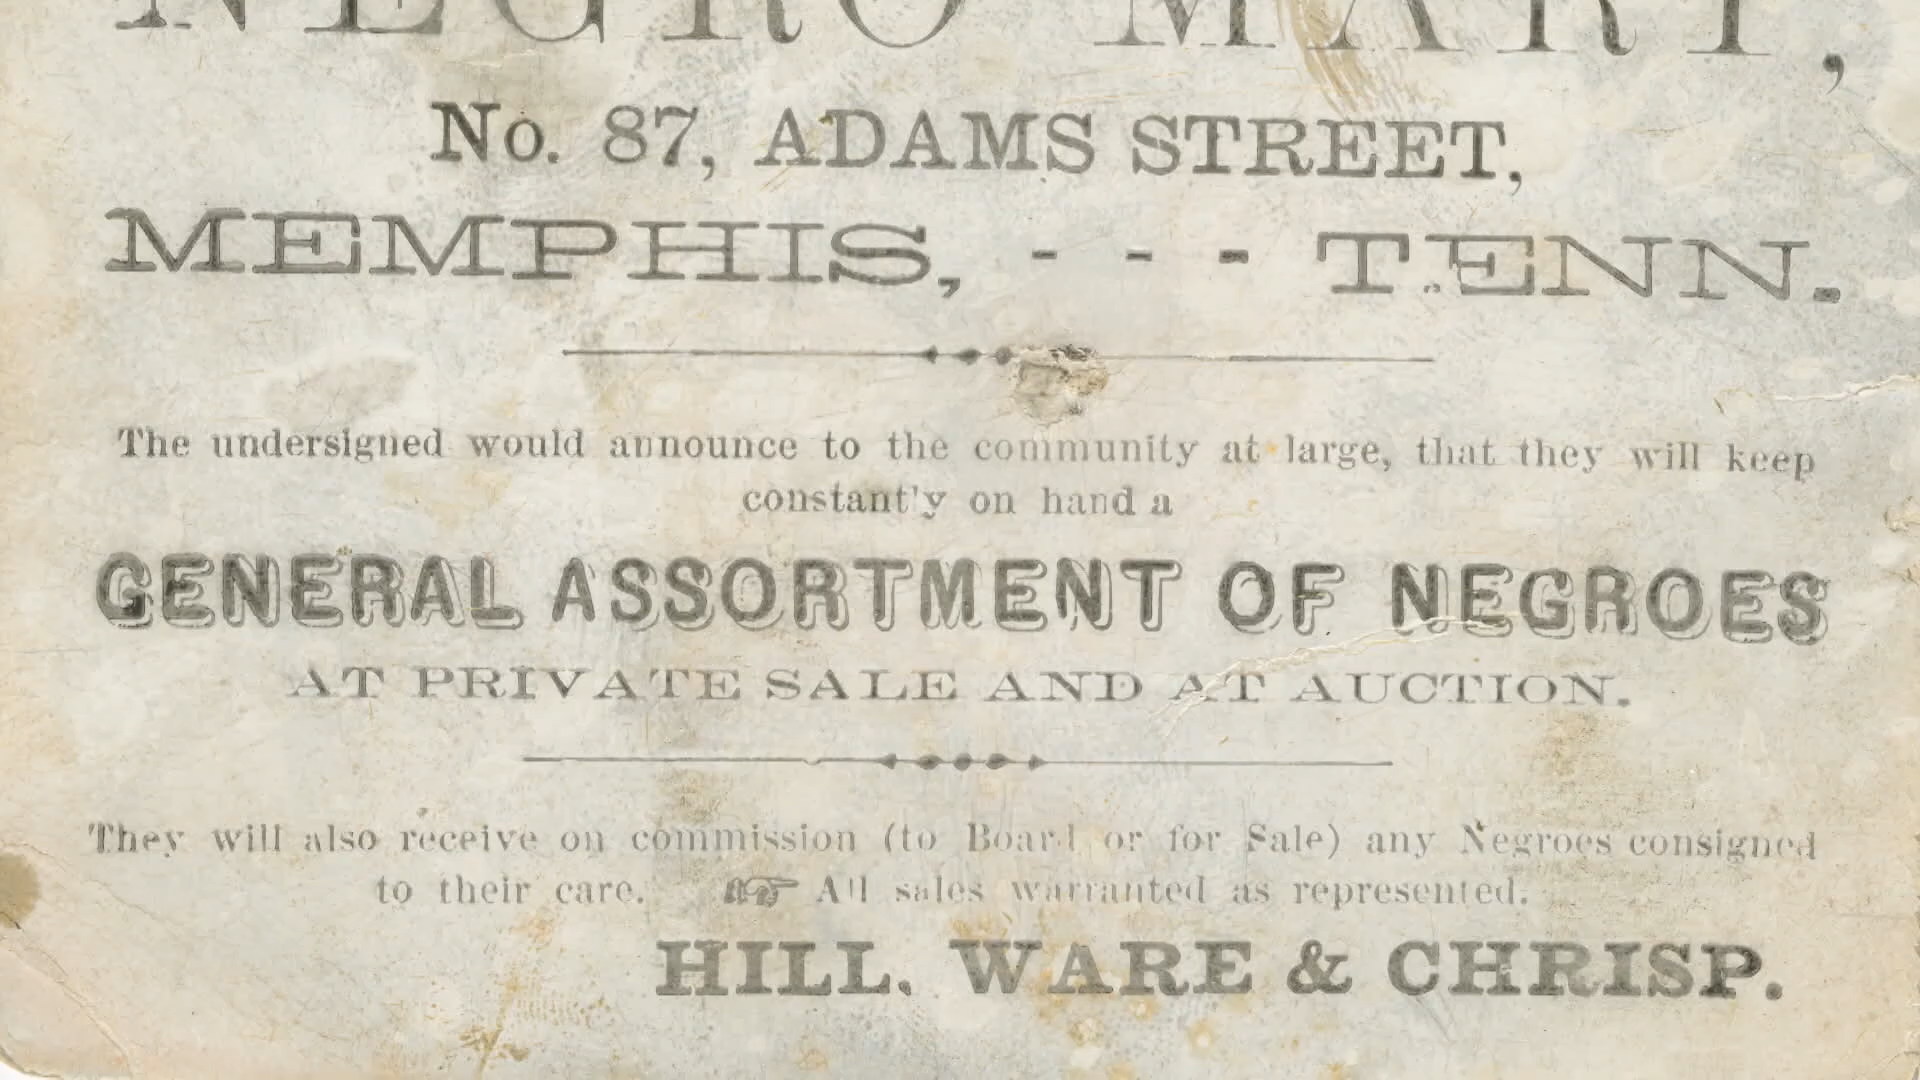 NEGRO MART,
No. 87, ADAMS STREET,
MEMPHIS, - - - TENN.
The undersigned would announce to the community at large, that they will keep
constant'y on hand a
GENERAL ASSORTMENT OF NEGROES
AT PRIVATE SALE AND AT AUCTION.
They will also receive on commission (to Board or for Sale) any Negroes consigned
to their care. ☞ All sales warranted as represented.
HILL, WARE & CHRISP.